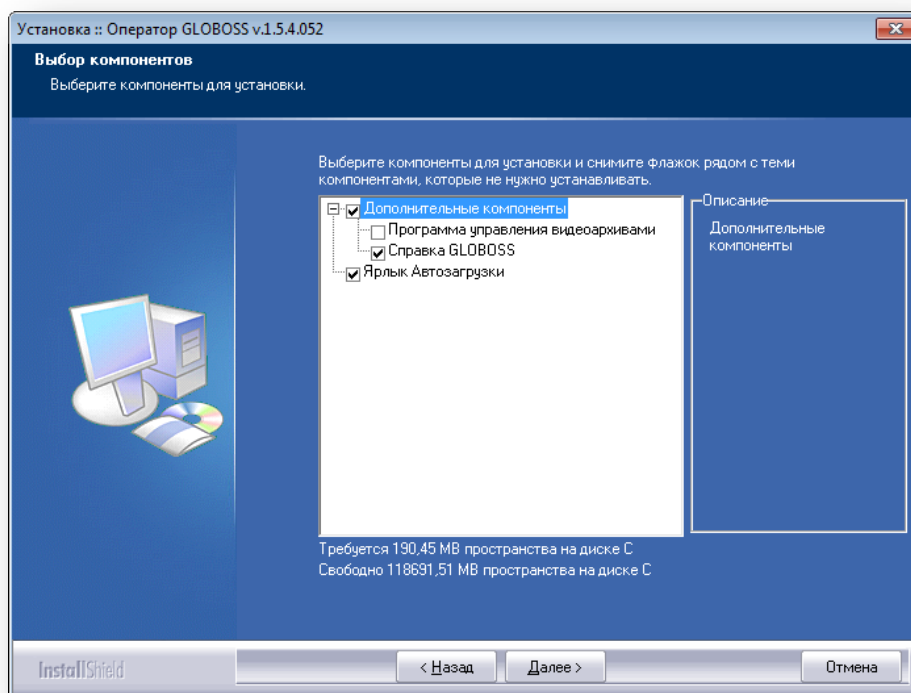 Установка :: Оператор GLOBOSS v.1.5.4.052
Выбор компонентов
Выберите компоненты для установки.
Выберите компоненты для установки и снимите флажок рядом с теми
компонентами, которые не нужно устанавливать.
Дополнительные компоненты
Программа управления видеоархивами
Справка GLOBOSS
Ярлык Автозагрузки
Описание
Дополнительные
компоненты
Требуется 190,45 MB пространства на диске C
Свободно 118691,51 MB пространства на диске C
InstallShield
< Назад
Далее >
Отмена